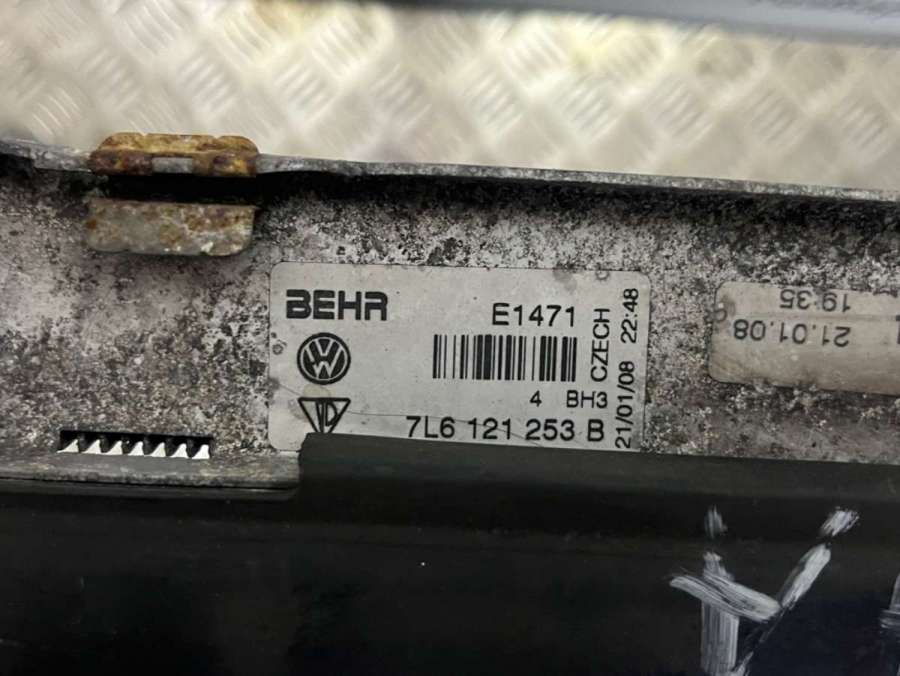 BEHR
E1471
CZECH
21/01/08 22:48
4 BH3
7L6 121 253 B
19:35
21.01.08